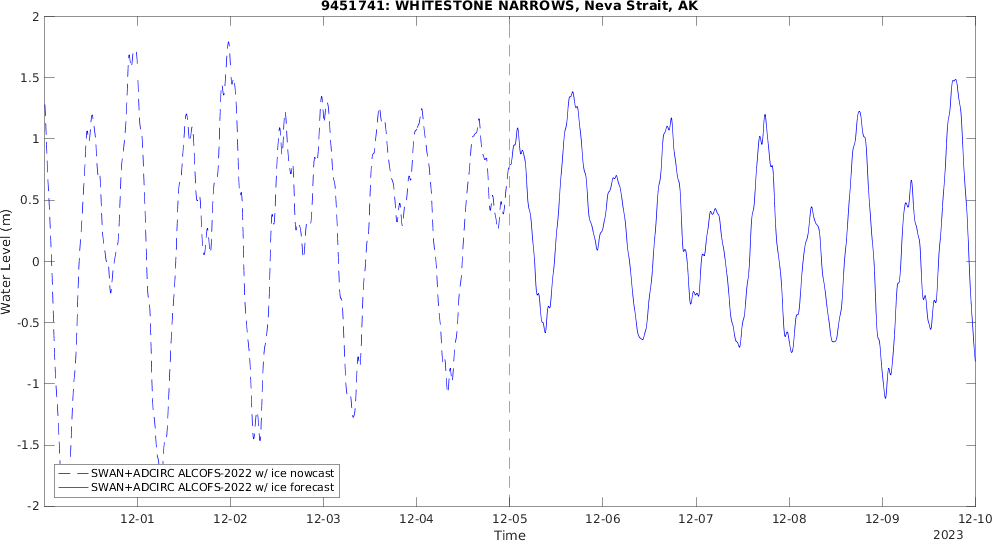 9451741: WHITESTONE NARROWS, Neva Strait, AK
Water Level (m)
2
1.5
1
0.5
0
-0.5
-1
-1.5
-2
SWAN+ADCIRC ALCOFS-2022 w/ ice nowcast
SWAN+ADCIRC ALCOFS-2022 w/ ice forecast
12-01 12-02 12-03 12-04 12-05 12-06 12-07 12-08 12-09 12-10
Time
2023